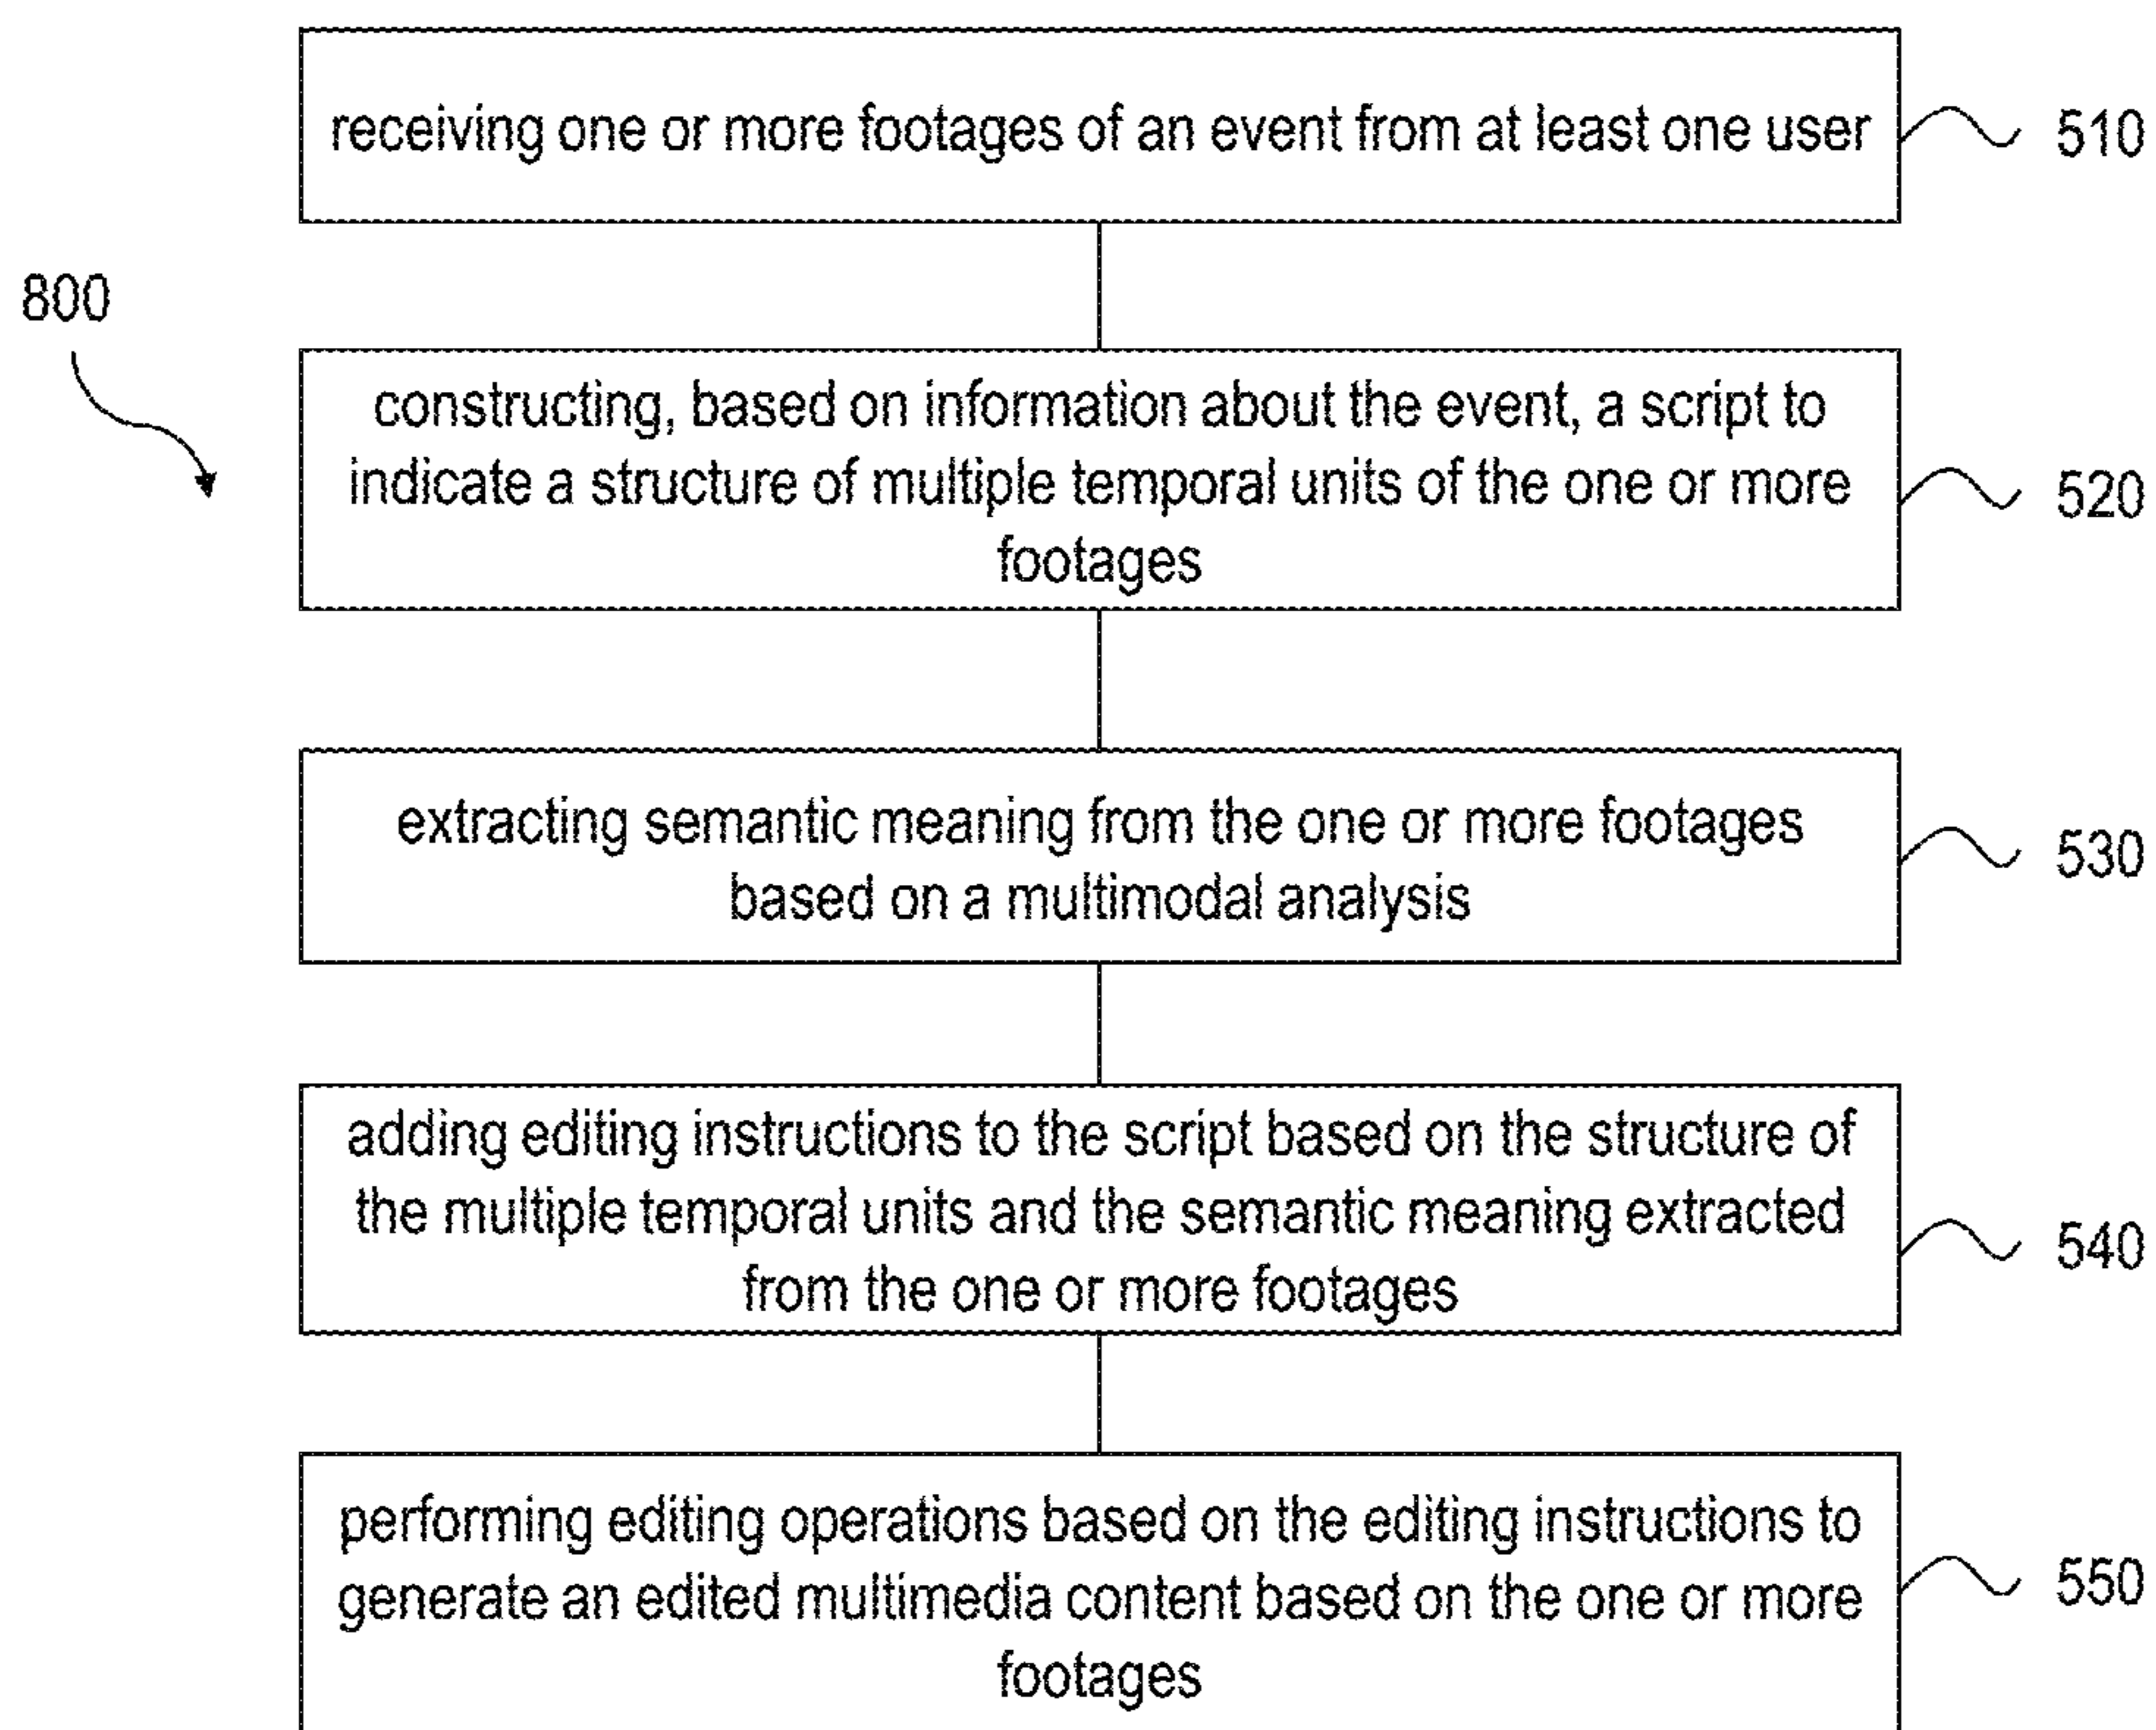 receiving one or more footages of an event from at least one user
510
800
constructing, based on information about the event, a script to
indicate a structure of multiple temporal units of the one or more
footages
520
extracting semantic meaning from the one or more footages
based on a multimodal analysis
530
adding editing instructions to the script based on the structure of
the multiple temporal units and the semantic meaning extracted
from the one or more footages
540
performing editing operations based on the editing instructions to
generate an edited multimedia content based on the one or more
footages
550